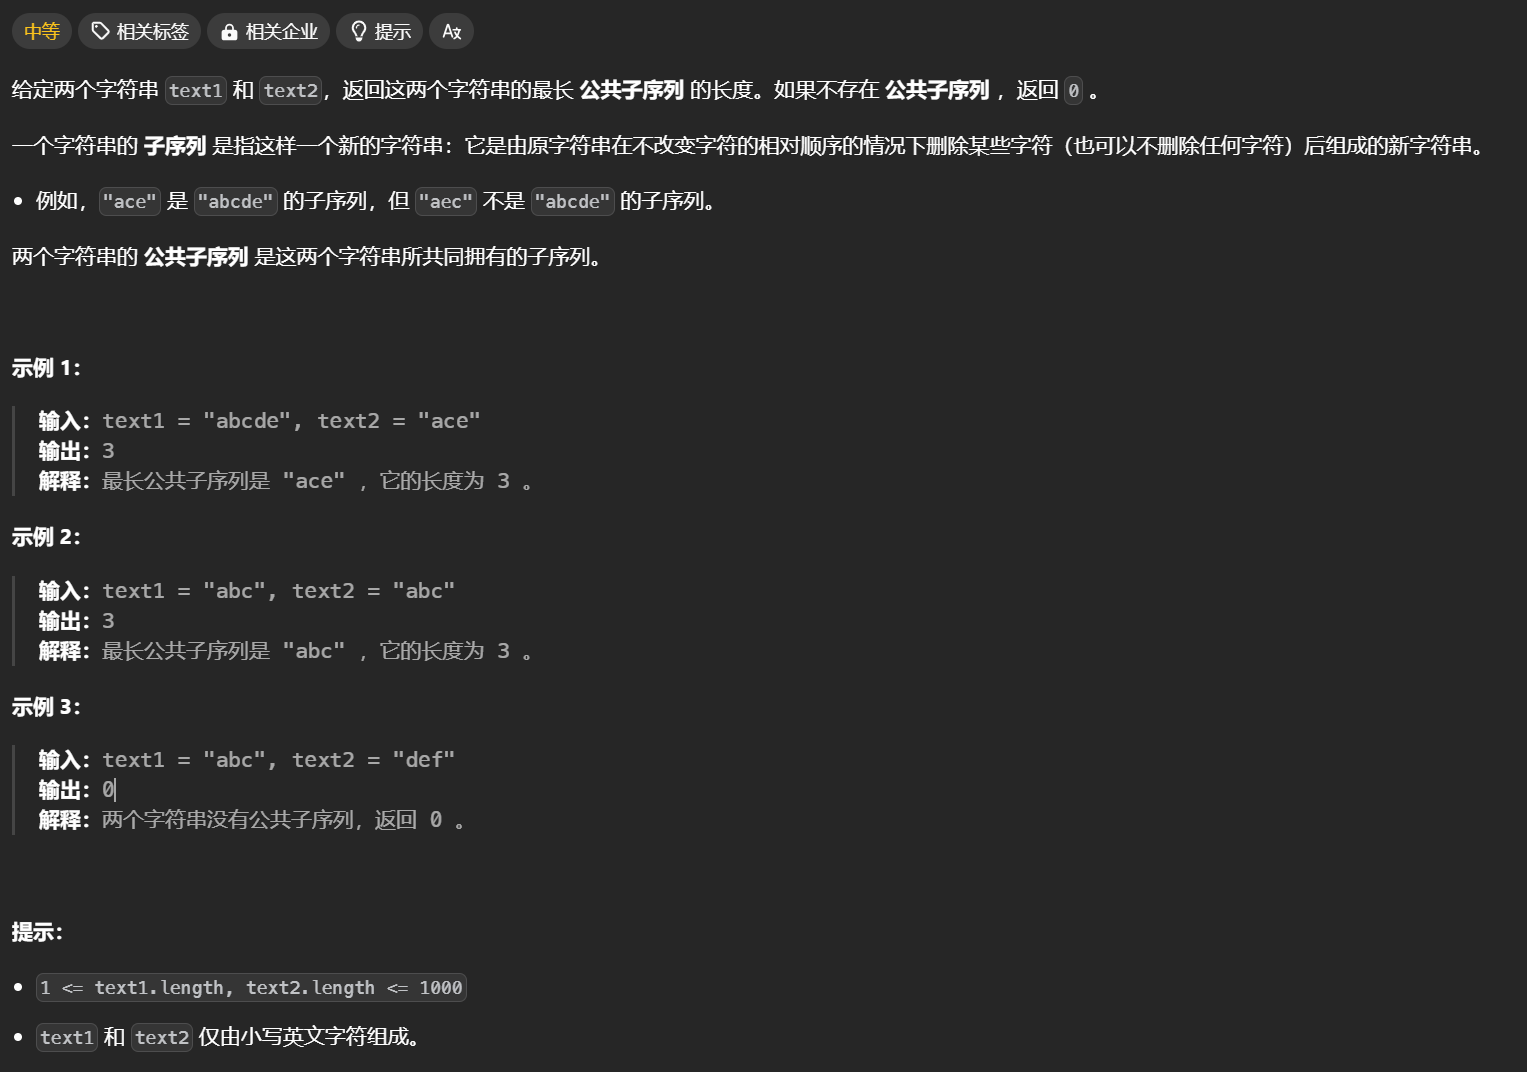 中等 相关标签 相关企业 提示
给定两个字符串 text1 和 text2，返回这两个字符串的最长 公共子序列 的长度。如果不存在 公共子序列 ，返回 0 。
一个字符串的 子序列 是指这样一个新的字符串：它是由原字符串在不改变字符的相对顺序的情况下删除某些字符（也可以不删除任何字符）后组成的新字符串。
• 例如，"ace" 是 "abcde" 的子序列，但 "aec" 不是 "abcde" 的子序列。
两个字符串的 公共子序列 是这两个字符串所共同拥有的子序列。
示例 1：
输入：text1 = "abcde", text2 = "ace"
输出：3
解释：最长公共子序列是 "ace" ，它的长度为 3 。
示例 2：
输入：text1 = "abc", text2 = "abc"
输出：3
解释：最长公共子序列是 "abc" ，它的长度为 3 。
示例 3：
输入：text1 = "abc", text2 = "def"
输出：0
解释：两个字符串没有公共子序列，返回 0 。
提示：
• 1 <= text1.length, text2.length <= 1000
• text1 和 text2 仅由小写英文字符组成。